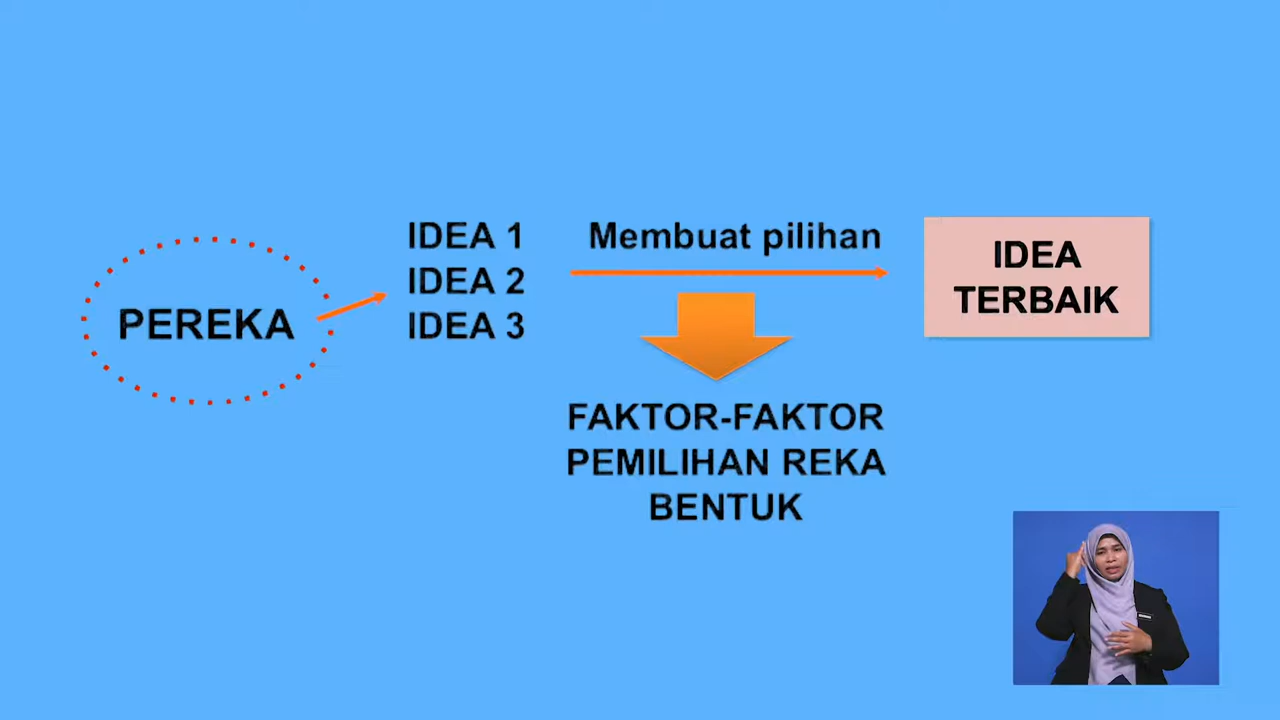 PEREKA
IDEA 1
IDEA 2
IDEA 3
Membuat pilihan
FAKTOR-FAKTOR
PEMILIHAN REKA
BENTUK
IDEA
TERBAIK